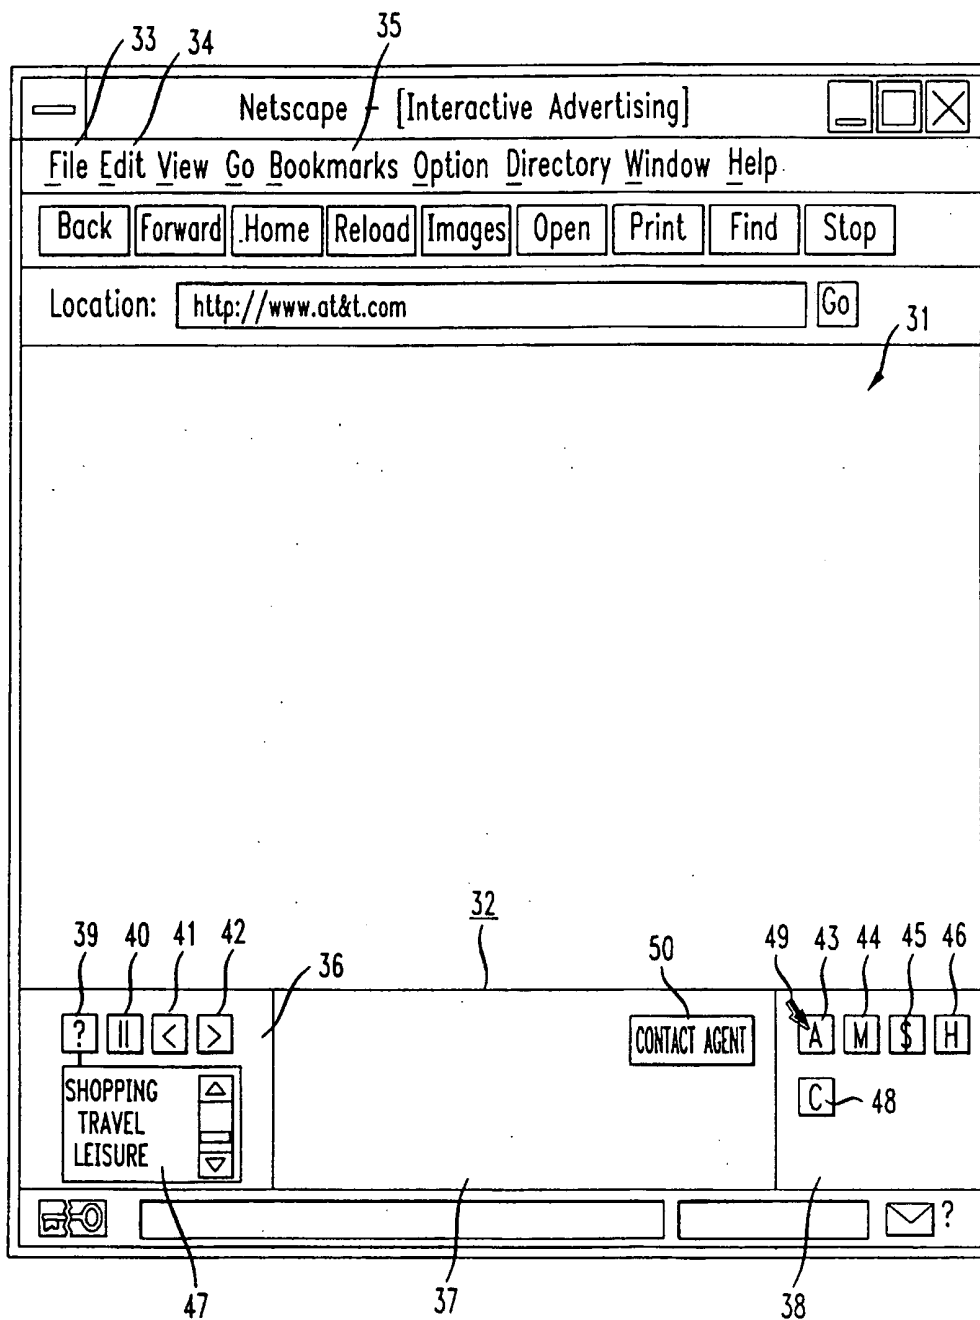 33 34 35
Netscape - [Interactive Advertising]
File Edit View Go Bookmarks Option Directory Window Help
Back Forward Home Reload Images Open Print Find Stop
Location: http://www.at&t.com Go
31
32
39 40 41 42 36 50 49 43 44 45 46
? || < > CONTACT AGENT A M $ H
SHOPPING
TRAVEL
LEISURE
C 48
?
47 37 38